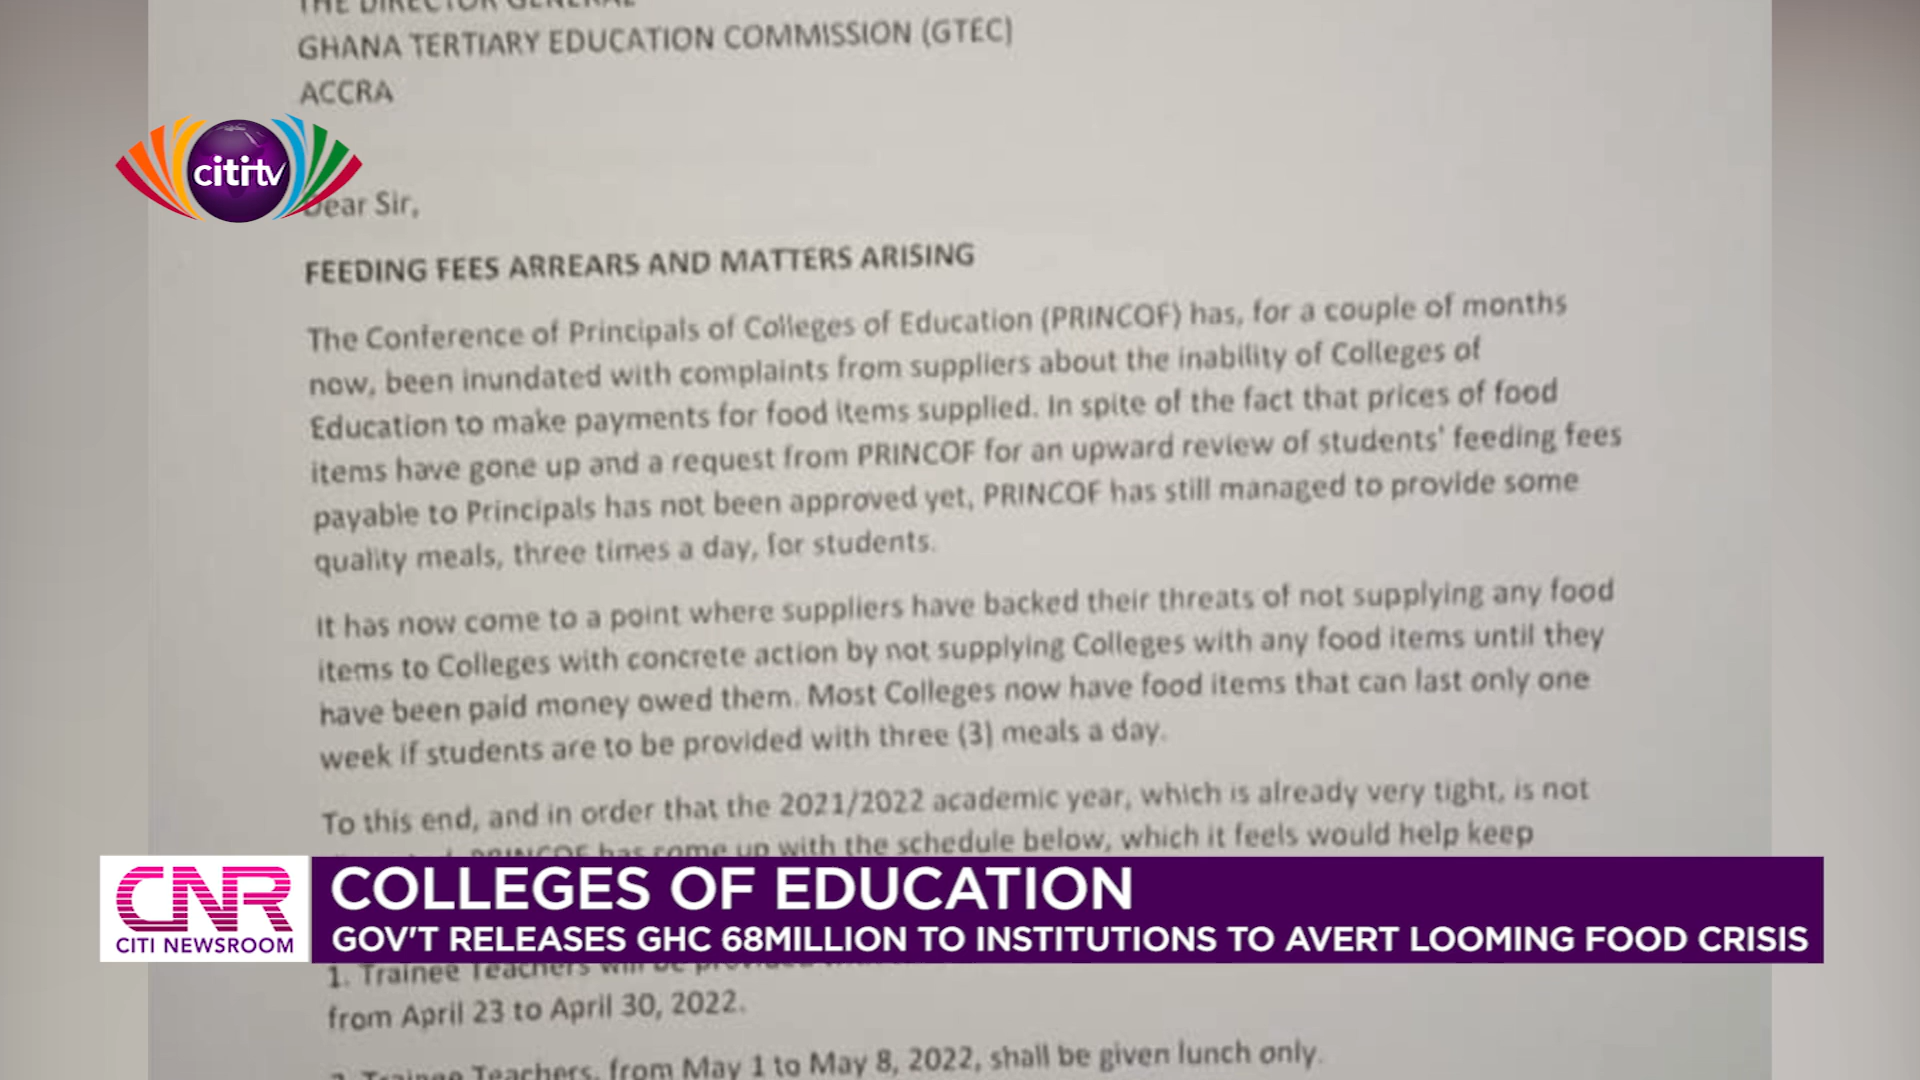 THE DIRECTOR GENERAL
GHANA TERTIARY EDUCATION COMMISSION (GTEC)
ACCRA
cititv
Dear Sir,
FEEDING FEES ARREARS AND MATTERS ARISING
The Conference of Principals of Colleges of Education (PRINCOF) has, for a couple of months
now, been inundated with complaints from suppliers about the inability of Colleges of
Education to make payments for food items supplied. In spite of the fact that prices of food
items have gone up and a request from PRINCOF for an upward review of students' feeding fees
payable to Principals has not been approved yet, PRINCOF has still managed to provide some
quality meals, three times a day, for students.
It has now come to a point where suppliers have backed their threats of not supplying any food
items to Colleges with concrete action by not supplying Colleges with any food items until they
have been paid money owed them. Most Colleges now have food items that can last only one
week if students are to be provided with three (3) meals a day.
To this end, and in order that the 2021/2022 academic year, which is already very tight, is not
PRINCOF has come up with the schedule below, which it feels would help keep
CNR
CITI NEWSROOM
COLLEGES OF EDUCATION
GOV'T RELEASES GHC 68MILLION TO INSTITUTIONS TO AVERT LOOMING FOOD CRISIS
1. Trainee Teachers will be
from April 23 to April 30, 2022.
2. Trainee Teachers, from May 1 to May 8, 2022, shall be given lunch only.